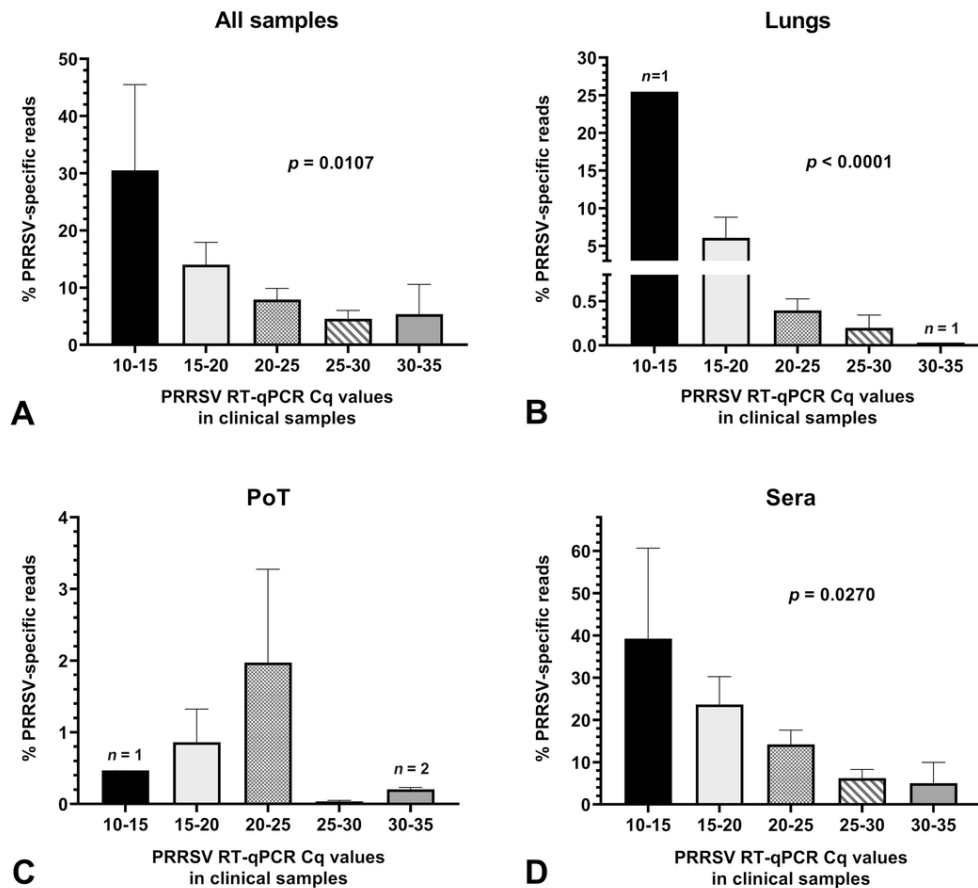 All samples
% PRRSV-specific reads
50
40
30
20
10
0
p = 0.0107
10-15 15-20 20-25 25-30 30-35
PRRSV RT-qPCR Cq values
in clinical samples
A
Lungs
% PRRSV-specific reads
30
25
20
15
10
5
0.5
0.0
n=1
p < 0.0001
n = 1
10-15 15-20 20-25 25-30 30-35
PRRSV RT-qPCR Cq values
in clinical samples
B
PoT
% PRRSV-specific reads
4
3
2
1
0
n = 1
n = 2
10-15 15-20 20-25 25-30 30-35
PRRSV RT-qPCR Cq values
in clinical samples
C
Sera
% PRRSV-specific reads
60
50
40
30
20
10
0
p = 0.0270
10-15 15-20 20-25 25-30 30-35
PRRSV RT-qPCR Cq values
in clinical samples
D